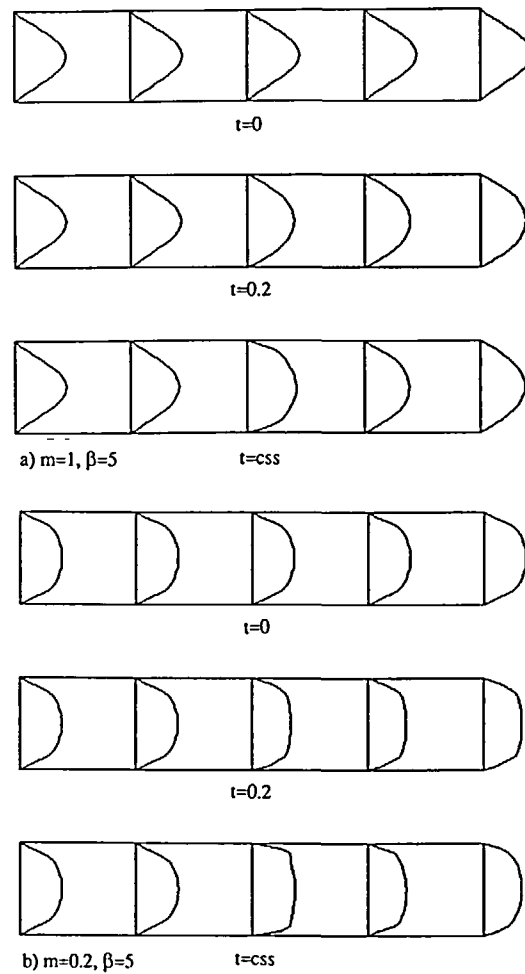 t=0
t=0.2
a) m=1, β=5 t=css
t=0
t=0.2
b) m=0.2, β=5 t=css